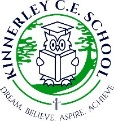 KINNERLEY C.E. SCHOOL
DREAM, BELIEVE, ASPIRE, ACHIEVE